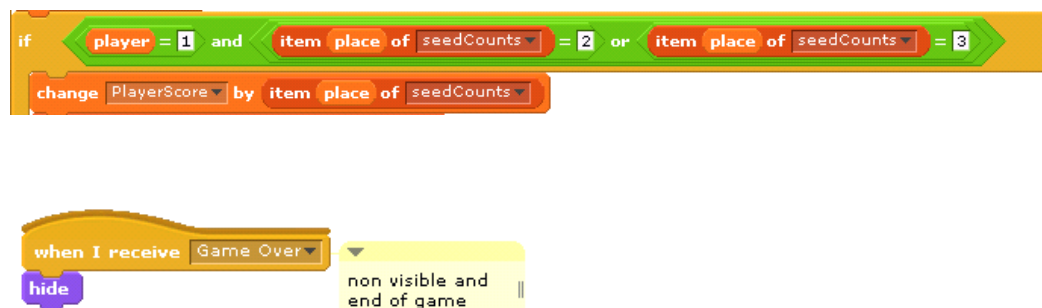 if player = 1 and item place of seedCounts = 2 or item place of seedCounts = 3
change PlayerScore by item place of seedCounts
when I receive Game Over
hide
non visible and
end of game